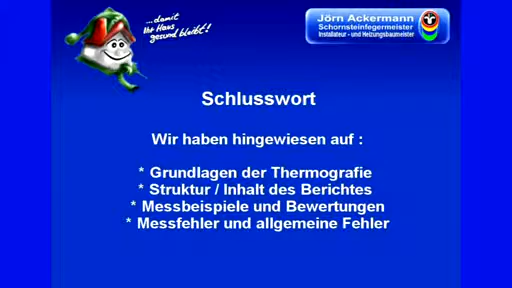 ...damit
Ihr Haus
gesund bleibt!
Jörn Ackermann
Schornsteinfegermeister
Installateur - und Heizungsbaumeister
Schlusswort
Wir haben hingewiesen auf :
* Grundlagen der Thermografie
* Struktur / Inhalt des Berichtes
* Messbeispiele und Bewertungen
* Messfehler und allgemeine Fehler